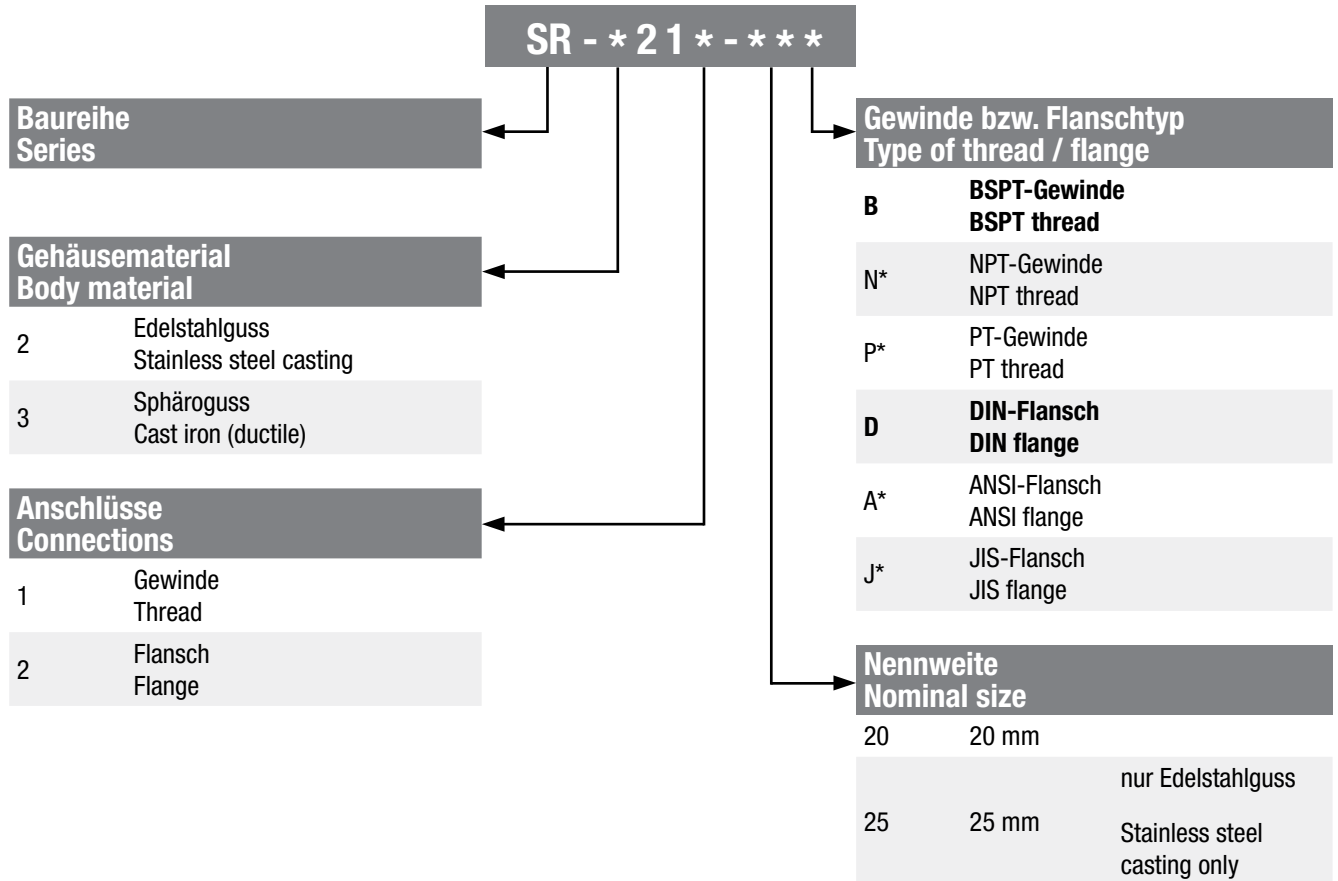 SR - * 2 1 * - * * *
Baureihe
Series
Gehäusematerial
Body material
2 Edelstahlguss
Stainless steel casting
3 Sphäroguss
Cast iron (ductile)
Anschlüsse
Connections
1 Gewinde
Thread
2 Flansch
Flange
Gewinde bzw. Flanschtyp
Type of thread / flange
B BSPT-Gewinde
BSPT thread
N* NPT-Gewinde
NPT thread
P* PT-Gewinde
PT thread
D DIN-Flansch
DIN flange
A* ANSI-Flansch
ANSI flange
J* JIS-Flansch
JIS flange
Nennweite
Nominal size
20 20 mm
nur Edelstahlguss
25 25 mm
Stainless steel
casting only